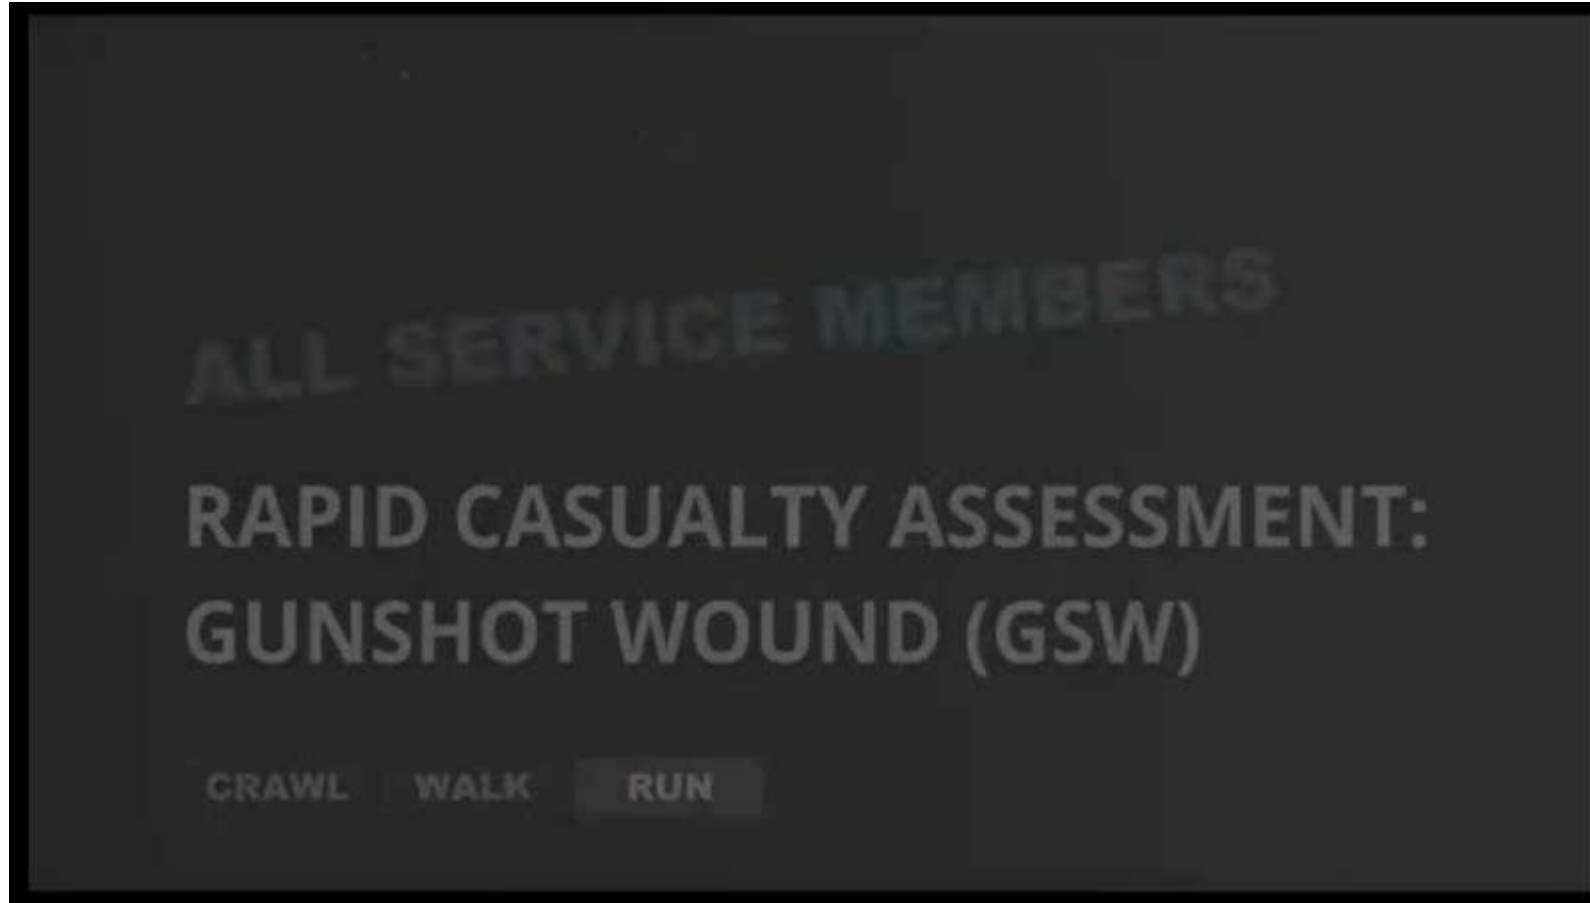 ALL SERVICE MEMBERS
RAPID CASUALTY ASSESSMENT:
GUNSHOT WOUND (GSW)
CRAWL WALK RUN